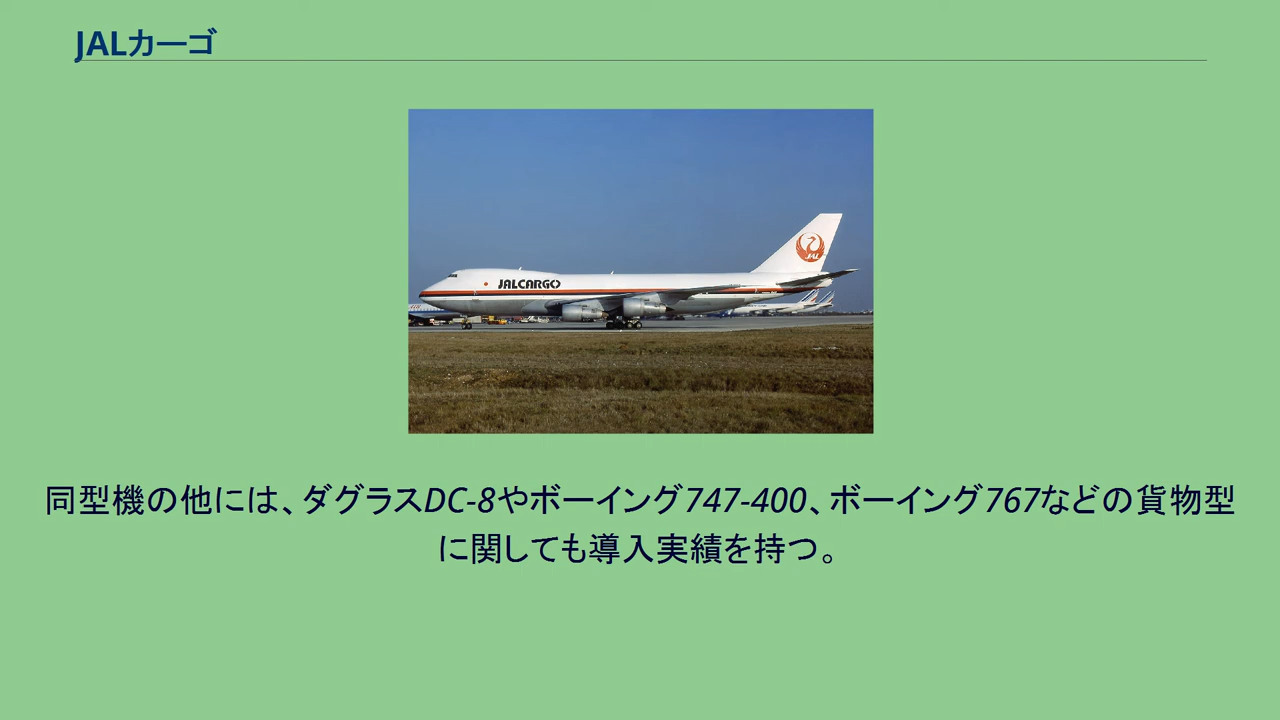 JALカーゴ
JALCARGO
JAL
同型機の他には、ダグラスDC-8やボーイング747-400、ボーイング767などの貨物型
に関しても導入実績を持つ。